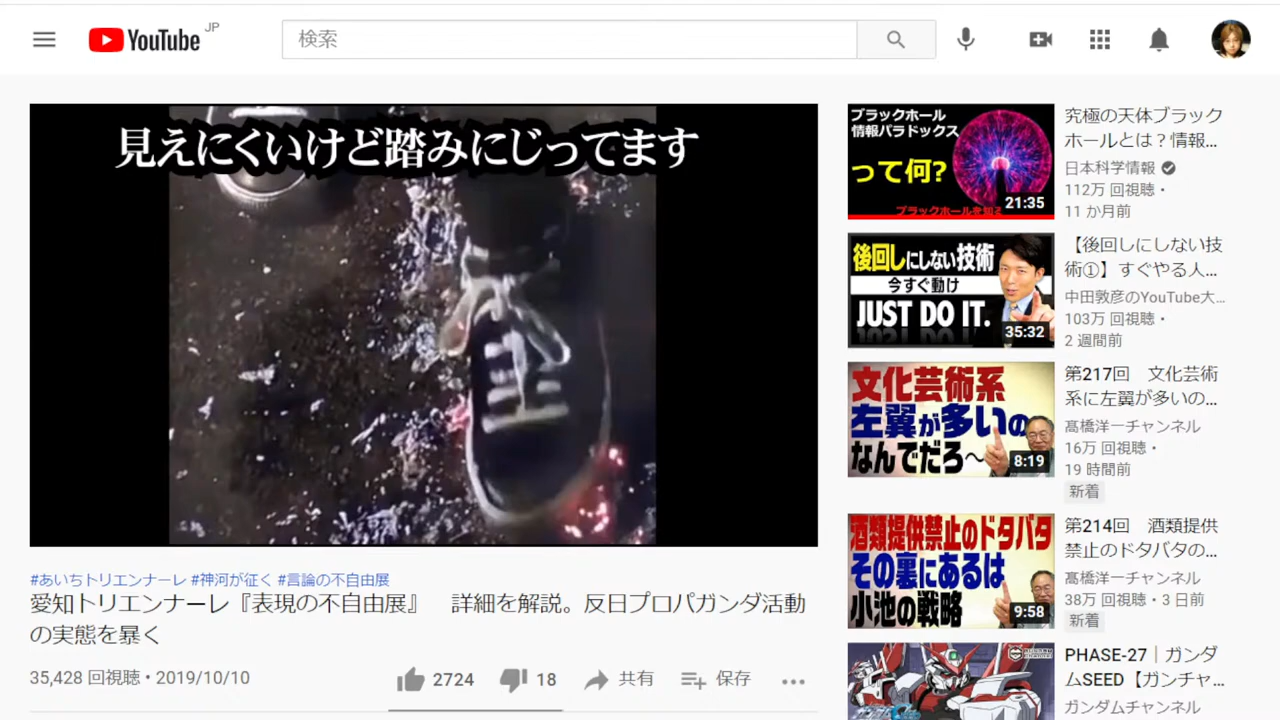 YouTube JP
検索
見えにくいけど踏みにじってます
#あいちトリエンナーレ #神河が征く #言論の不自由展
愛知トリエンナーレ『表現の不自由展』　詳細を解説。反日プロパガンダ活動
の実態を暴く
35,428 回視聴・2019/10/10
2724
18
共有
保存
ブラックホール
情報パラドックス
って何?
ブラックホールを知る
21:35
究極の天体ブラック
ホールとは？情報...
日本科学情報
112万 回視聴・
11 か月前
後回しにしない技術
今すぐ動け
JUST DO IT.
35:32
【後回しにしない技
術①】すぐやる人...
中田敦彦のYouTube大...
103万 回視聴・
2 週間前
文化芸術系
左翼が多いの
なんでだろ〜
8:19
第217回　文化芸術
系に左翼が多いの...
髙橋洋一チャンネル
16万 回視聴・
19 時間前
新着
酒類提供禁止のドタバタ
その裏にあるは
小池の戦略
9:58
第214回　酒類提供
禁止のドタバタの...
髙橋洋一チャンネル
38万 回視聴・3 日前
新着
PHASE-27｜ガンダ
ムSEED【ガンチャ...
ガンダムチャンネル